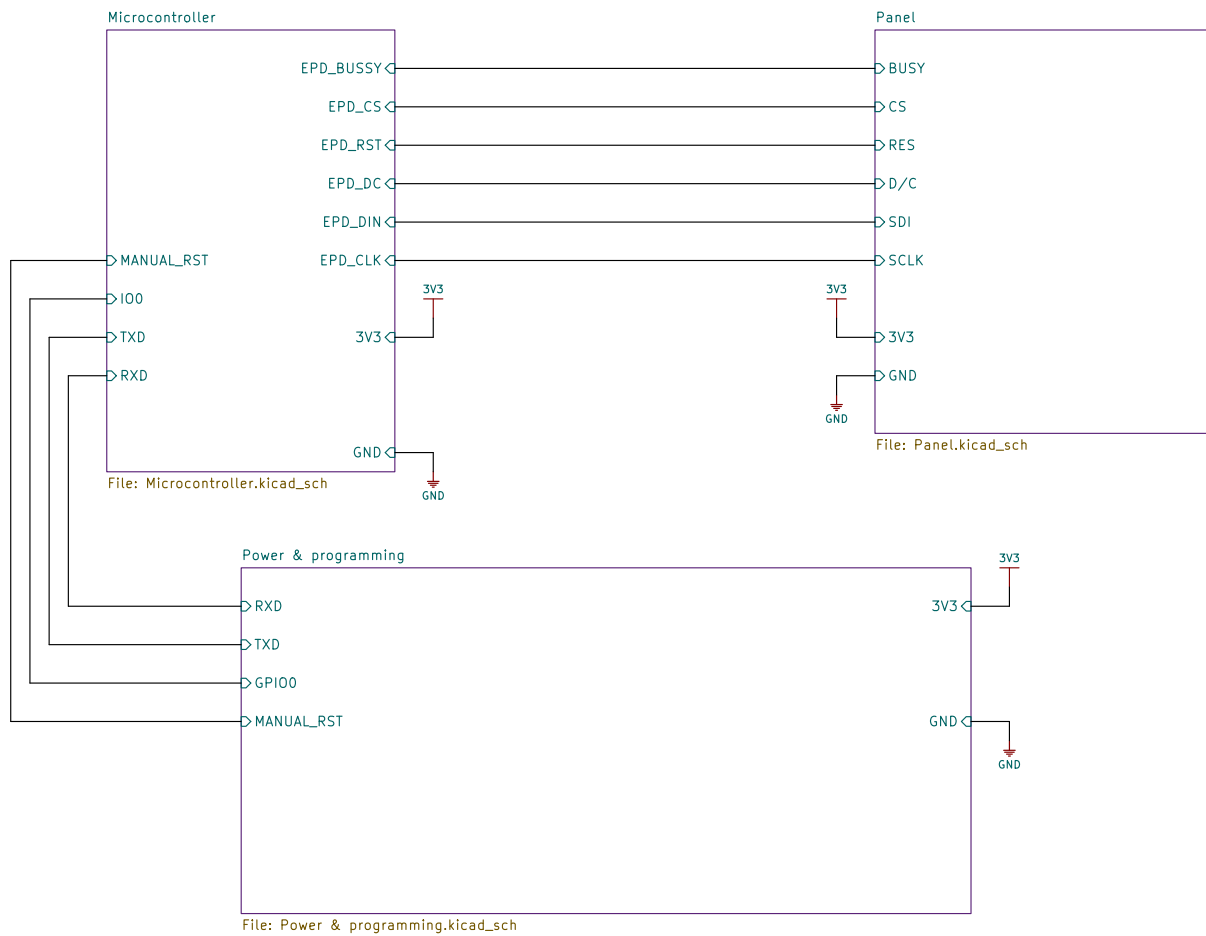 Microcontroller
EPD_BUSSY
EPD_CS
EPD_RST
EPD_DC
EPD_DIN
EPD_CLK
MANUAL_RST
IO0
TXD
RXD
3V3
3V3
GND
GND
File: Microcontroller.kicad_sch
Panel
BUSY
CS
RES
D/C
SDI
SCLK
3V3
3V3
GND
GND
File: Panel.kicad_sch
Power & programming
RXD
TXD
GPIO0
MANUAL_RST
3V3
3V3
GND
GND
File: Power & programming.kicad_sch